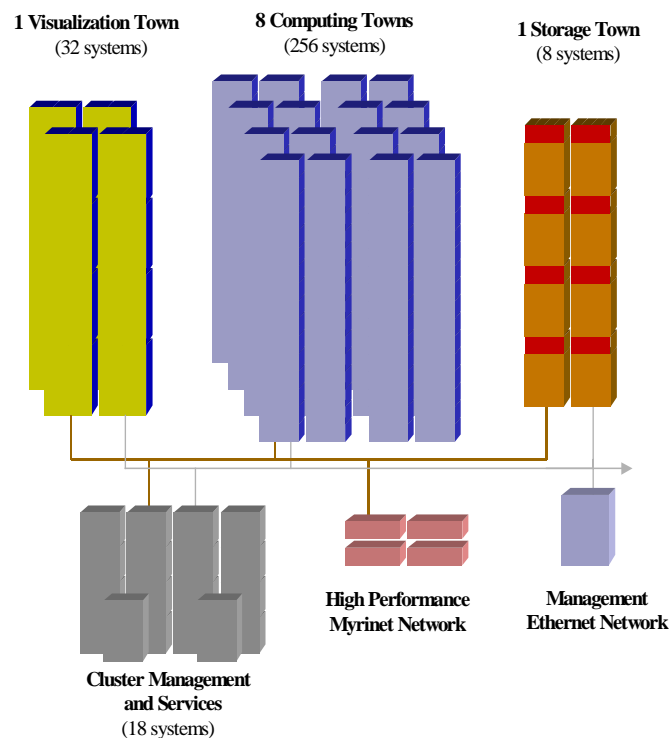 1 Visualization Town
(32 systems)
8 Computing Towns
(256 systems)
1 Storage Town
(8 systems)
High Performance
Myrinet Network
Management
Ethernet Network
Cluster Management
and Services
(18 systems)